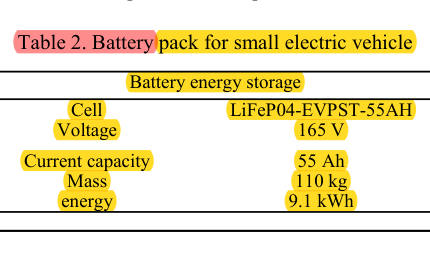 Table 2. Battery pack for small electric vehicle
Battery energy storage
Cell LiFeP04-EVPST-55AH
Voltage 165 V
Current capacity 55 Ah
Mass 110 kg
energy 9.1 kWh